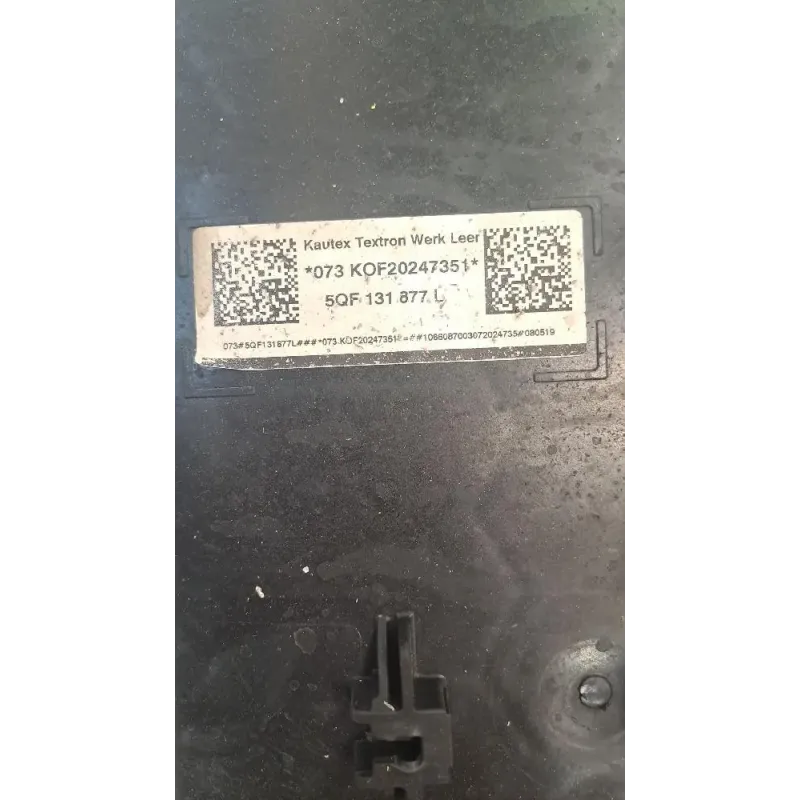 Kautex Textron Werk Leer
*073 KOF20247351*
5QF 131 877 L